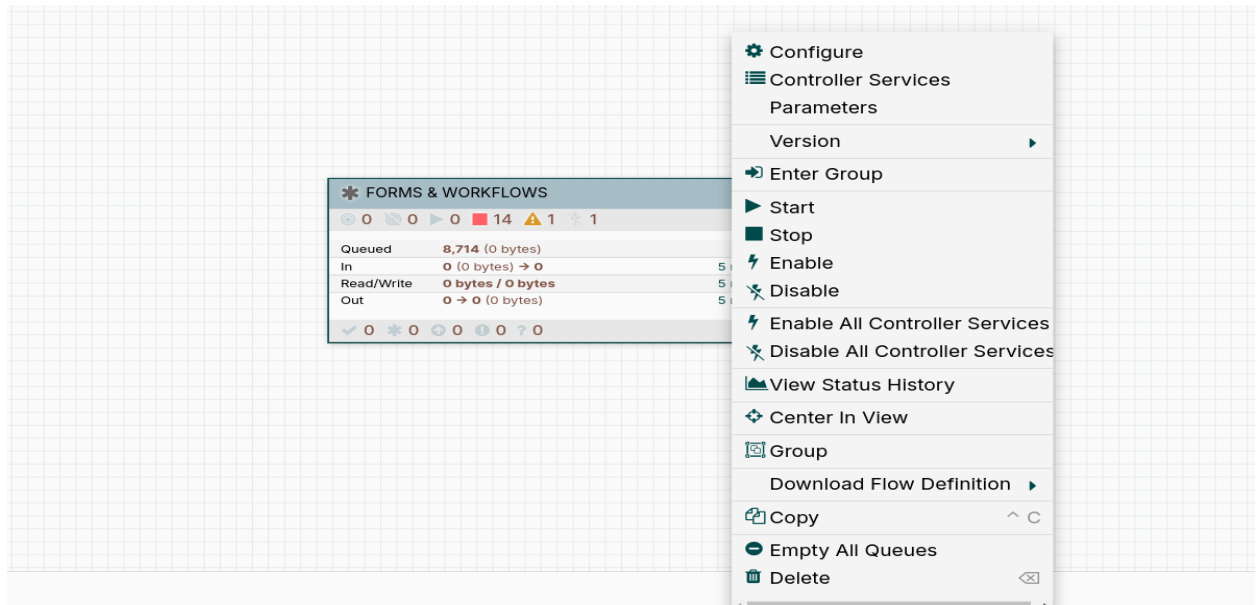 FORMS & WORKFLOWS
0 0 0 14 1 1
Queued 8,714 (0 bytes)
In 0 (0 bytes) → 0 5
Read/Write 0 bytes / 0 bytes 5
Out 0 → 0 (0 bytes) 5
0 0 0 0 ? 0
Configure
Controller Services
Parameters
Version
Enter Group
Start
Stop
Enable
Disable
Enable All Controller Services
Disable All Controller Services
View Status History
Center In View
Group
Download Flow Definition
Copy ^ C
Empty All Queues
Delete